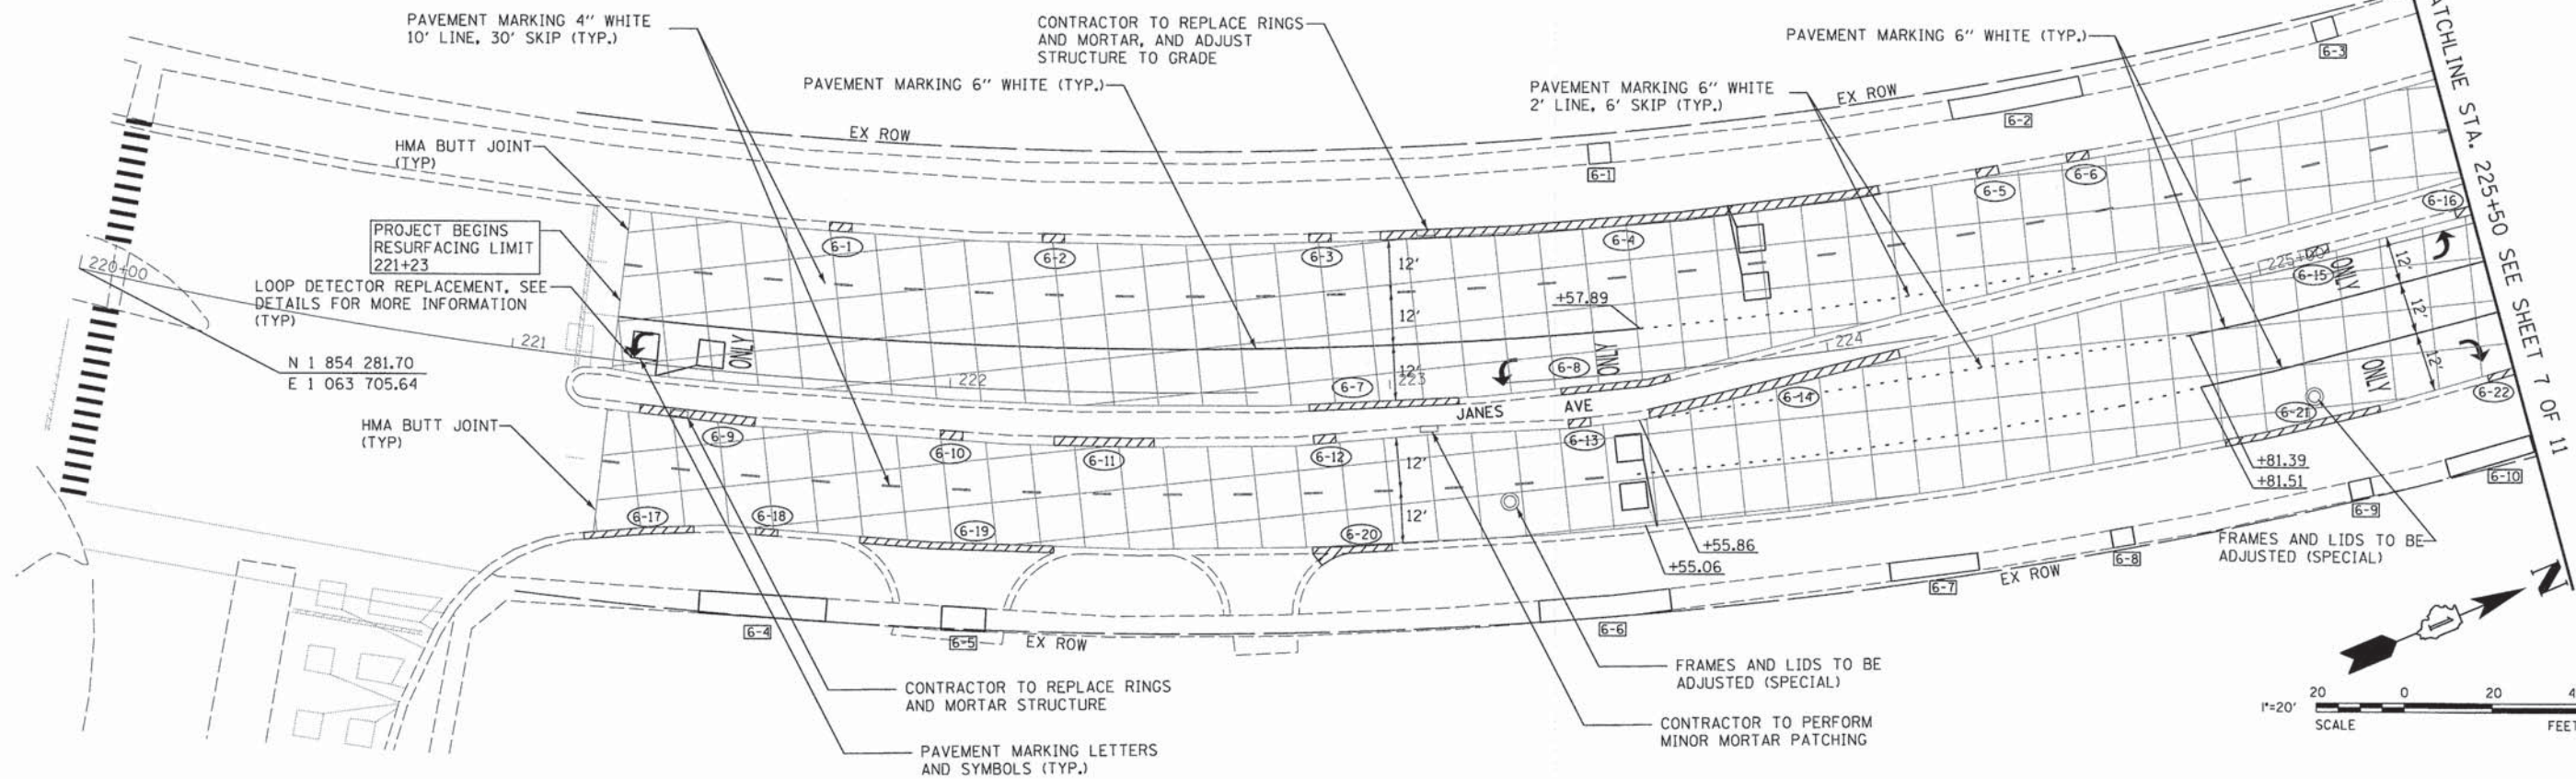 PAVEMENT MARKING 4" WHITE
10' LINE, 30' SKIP (TYP.)
CONTRACTOR TO REPLACE RINGS
AND MORTAR, AND ADJUST
STRUCTURE TO GRADE
PAVEMENT MARKING 6" WHITE (TYP.)
PAVEMENT MARKING 6" WHITE (TYP.)
PAVEMENT MARKING 6" WHITE
2' LINE, 6' SKIP (TYP.)
EX ROW
EX ROW
6-1
6-2
6-3
MATCHLINE STA. 225+50 SEE SHEET 7 OF 11
HMA BUTT JOINT
(TYP)
PROJECT BEGINS
RESURFACING LIMIT
221+23
LOOP DETECTOR REPLACEMENT, SEE
DETAILS FOR MORE INFORMATION
(TYP)
220+00
N 1 854 281.70
E 1 063 705.64
HMA BUTT JOINT
(TYP)
221
222
223
224
225+00
6-1
6-2
6-3
6-4
6-5
6-6
12'
12'
12'
+57.89
ONLY
ONLY
6-7
6-8
JANES AVE
6-9
6-10
6-11
6-12
6-13
6-14
6-15
6-16
ONLY
12'
12'
12'
ONLY
12'
12'
6-17
6-18
6-19
6-20
6-21
6-22
+55.86
+55.06
+81.39
+81.51
6-4
6-5
EX ROW
6-6
6-7
EX ROW
6-8
6-9
6-10
FRAMES AND LIDS TO BE
ADJUSTED (SPECIAL)
FRAMES AND LIDS TO BE
ADJUSTED (SPECIAL)
CONTRACTOR TO REPLACE RINGS
AND MORTAR STRUCTURE
PAVEMENT MARKING LETTERS
AND SYMBOLS (TYP.)
CONTRACTOR TO PERFORM
MINOR MORTAR PATCHING
N
1"=20'
20 0 20 4
SCALE FEET